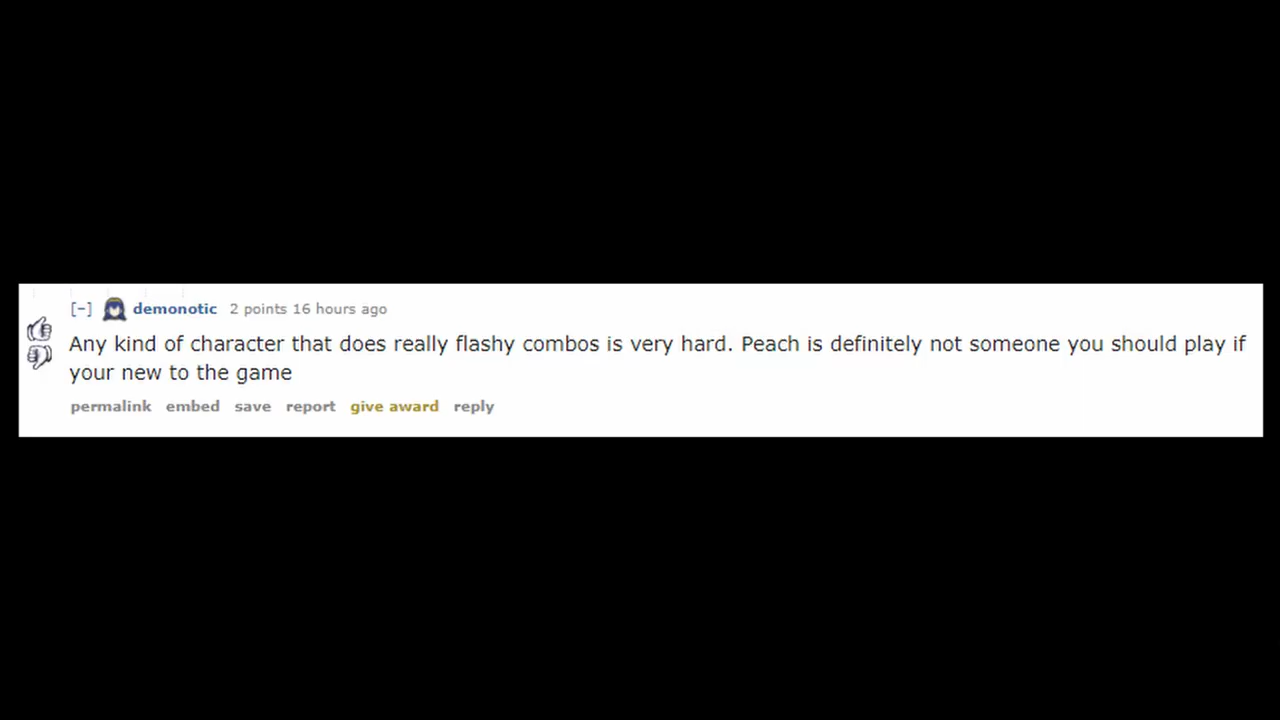 [–] demonotic 2 points 16 hours ago
Any kind of character that does really flashy combos is very hard. Peach is definitely not someone you should play if
your new to the game
permalink embed save report give award reply